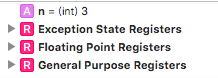 A n = (int) 3
R Exception State Registers
R Floating Point Registers
R General Purpose Registers